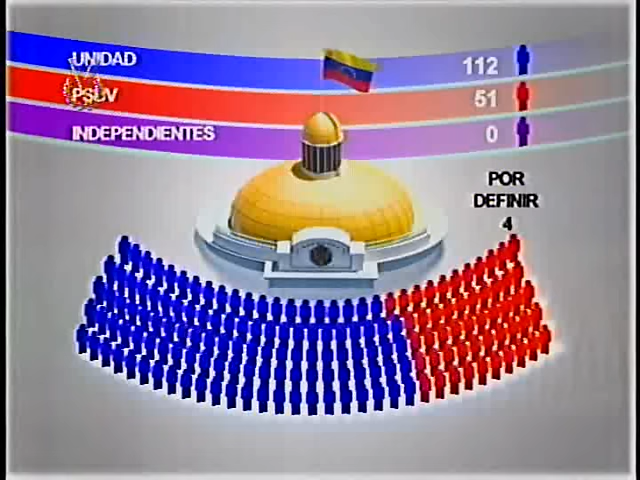 UNIDAD 112
PSUV 51
INDEPENDIENTES 0
POR
DEFINIR
4